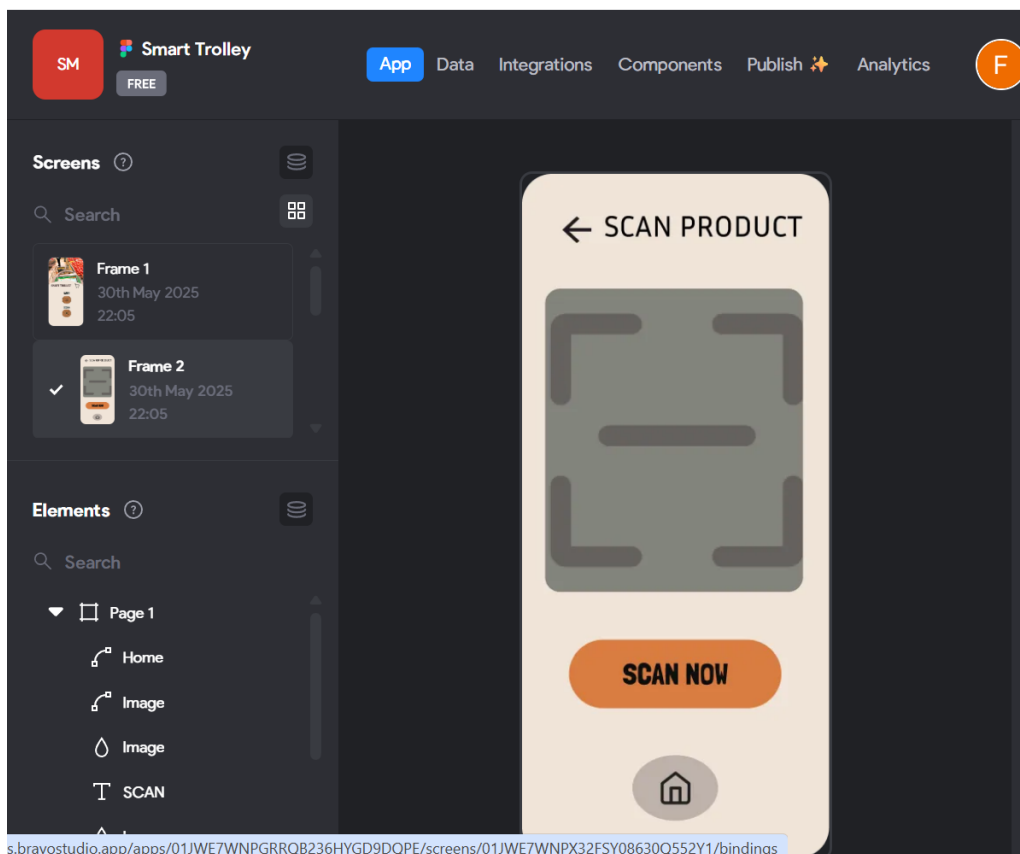 SM
Smart Trolley
FREE
App
Data
Integrations
Components
Publish
Analytics
F
Screens
Search
Frame 1
30th May 2025
22:05
Frame 2
30th May 2025
22:05
Elements
Search
Page 1
Home
Image
Image
SCAN
SCAN PRODUCT
SCAN NOW
s.bravostudio.app/apps/01JWE7WNPGRRQB236HYGD9DQPE/screens/01JWE7WNPX32FSY08630Q552Y1/bindings